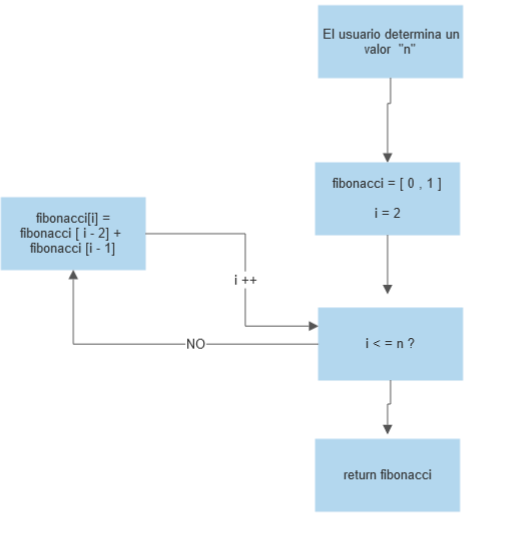 El usuario determina un
valor "n"
fibonacci = [ 0 , 1 ]
i = 2
fibonacci[i] =
fibonacci [ i - 2] +
fibonacci [i - 1]
i ++
NO
i < = n ?
return fibonacci